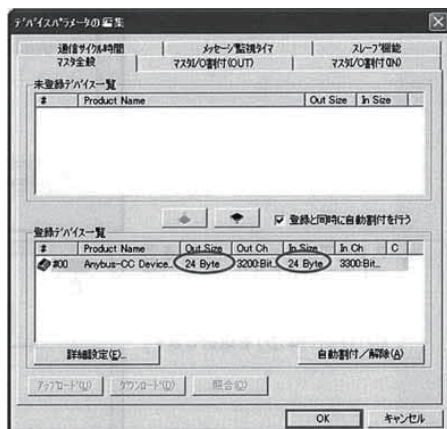 デバイスパラメータの編集
通信サイクル時間 メッセージ監視タイマ スレーブ機能
マスタ全般 マスタI/O割付(OUT) マスタI/O割付(IN)
未登録デバイス一覧
# Product Name Out Size In Size
登録と同時に自動割付を行う
登録デバイス一覧
# Product Name Out Size Out Ch In Size In Ch C
#00 Anybus-CC Device... 24 Byte 3200:Bit... 24 Byte 3300:Bit...
詳細設定(E)... 自動割付/解除(A)
アップロード(U) ダウンロード(D) 照合(C)
OK キャンセル